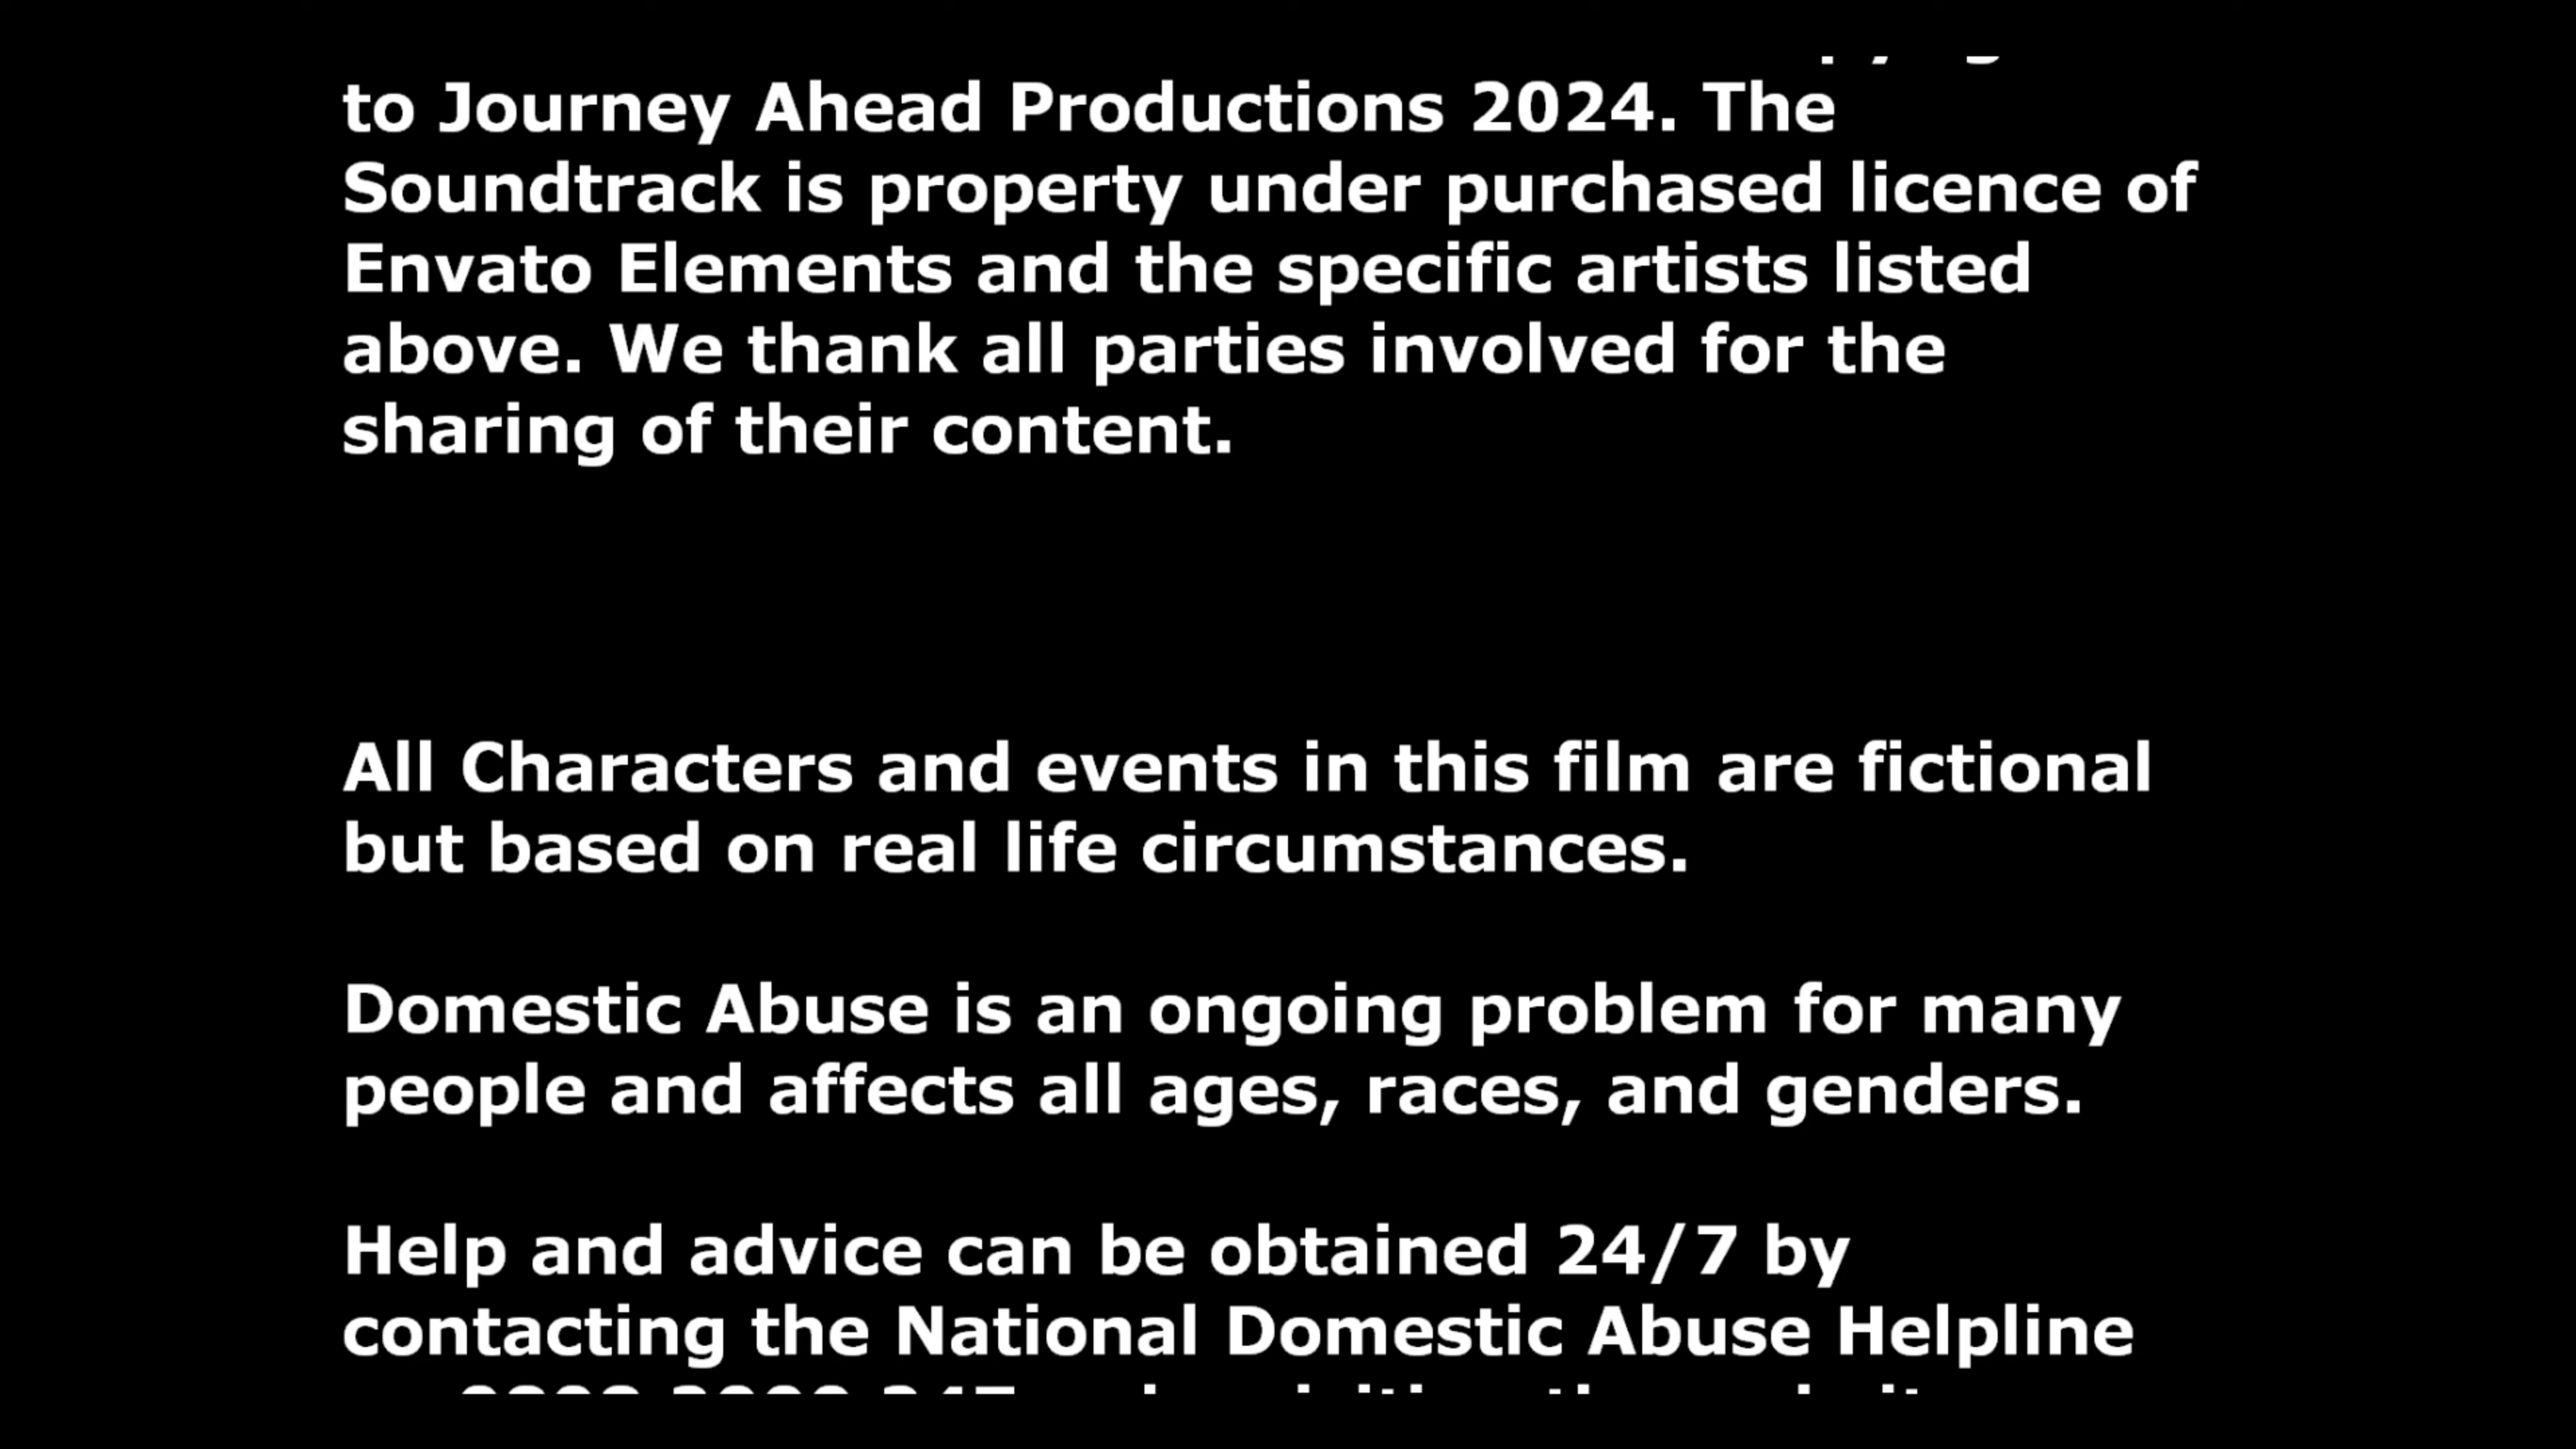 to Journey Ahead Productions 2024. The
Soundtrack is property under purchased licence of
Envato Elements and the specific artists listed
above. We thank all parties involved for the
sharing of their content.
All Characters and events in this film are fictional
but based on real life circumstances.
Domestic Abuse is an ongoing problem for many
people and affects all ages, races, and genders.
Help and advice can be obtained 24/7 by
contacting the National Domestic Abuse Helpline